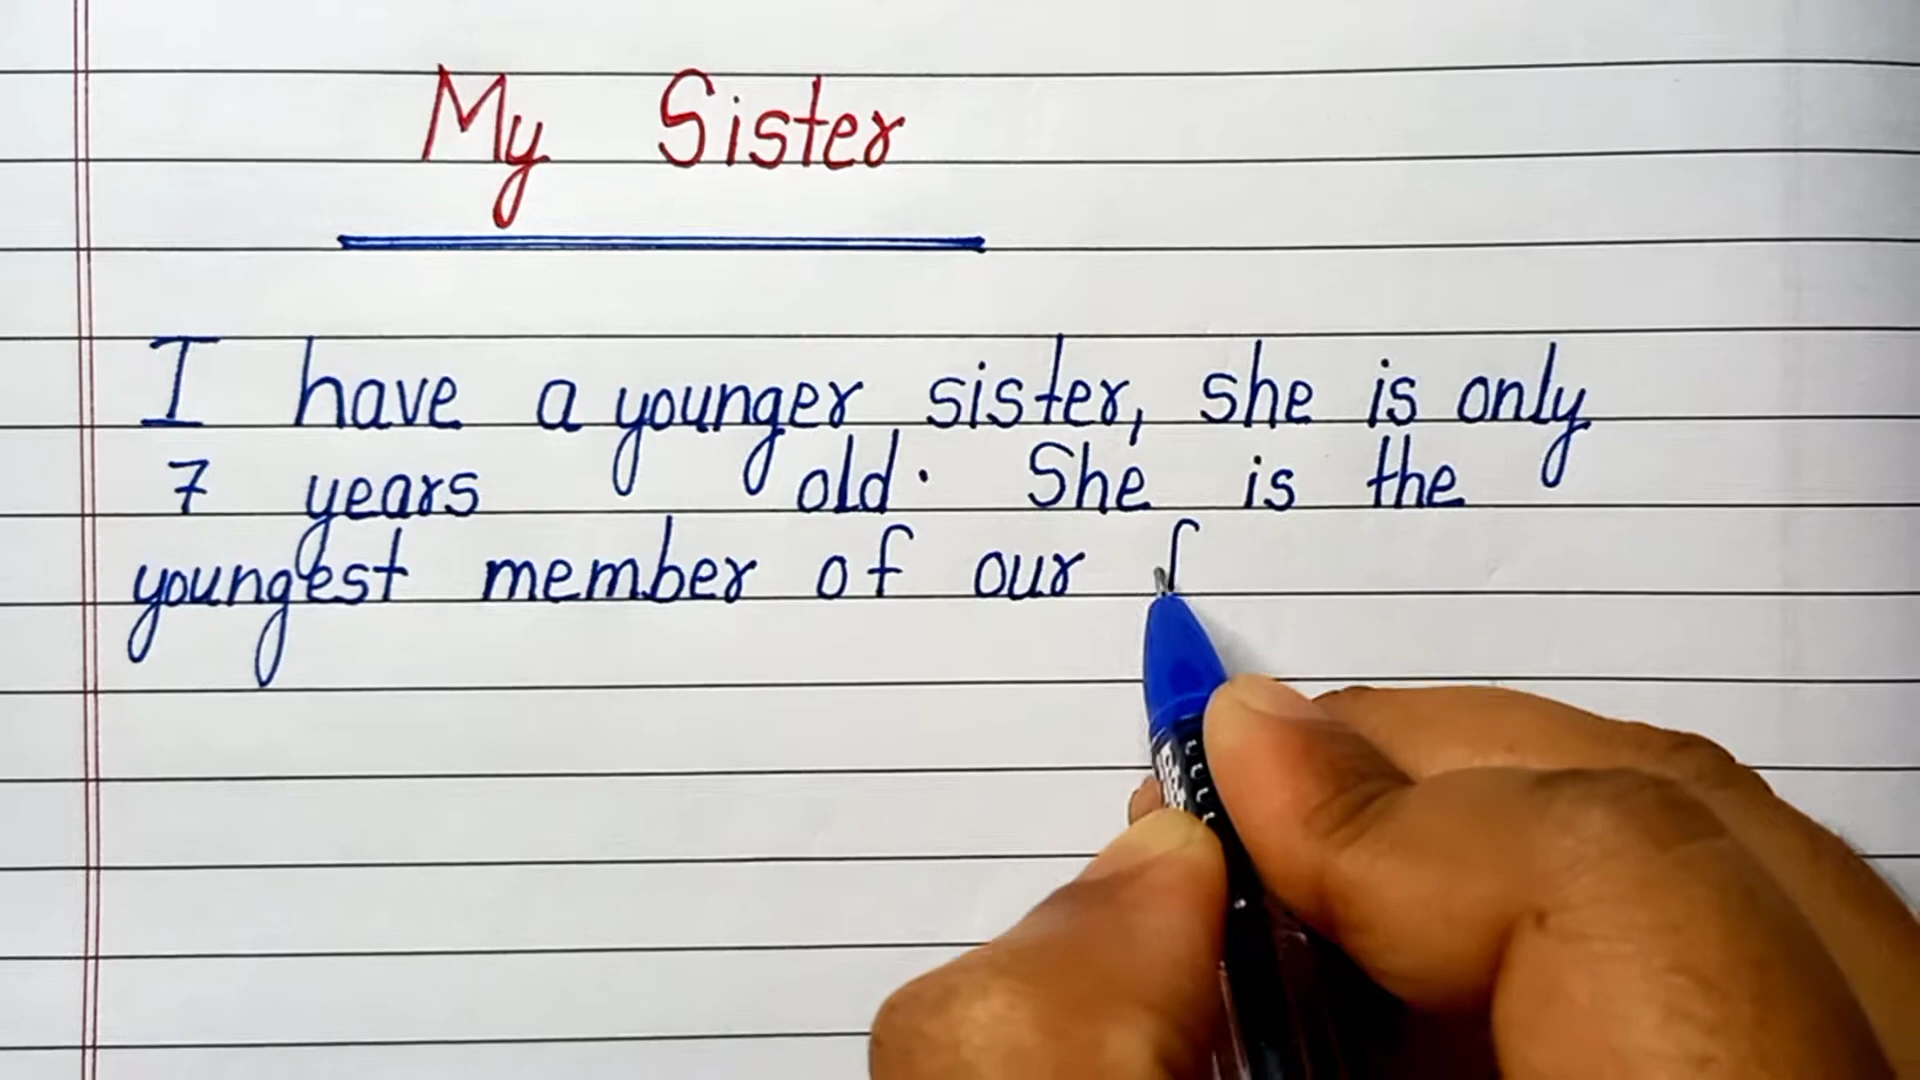 My Sister
I have a younger sister, she is only
7 years old. She is the
youngest member of our f